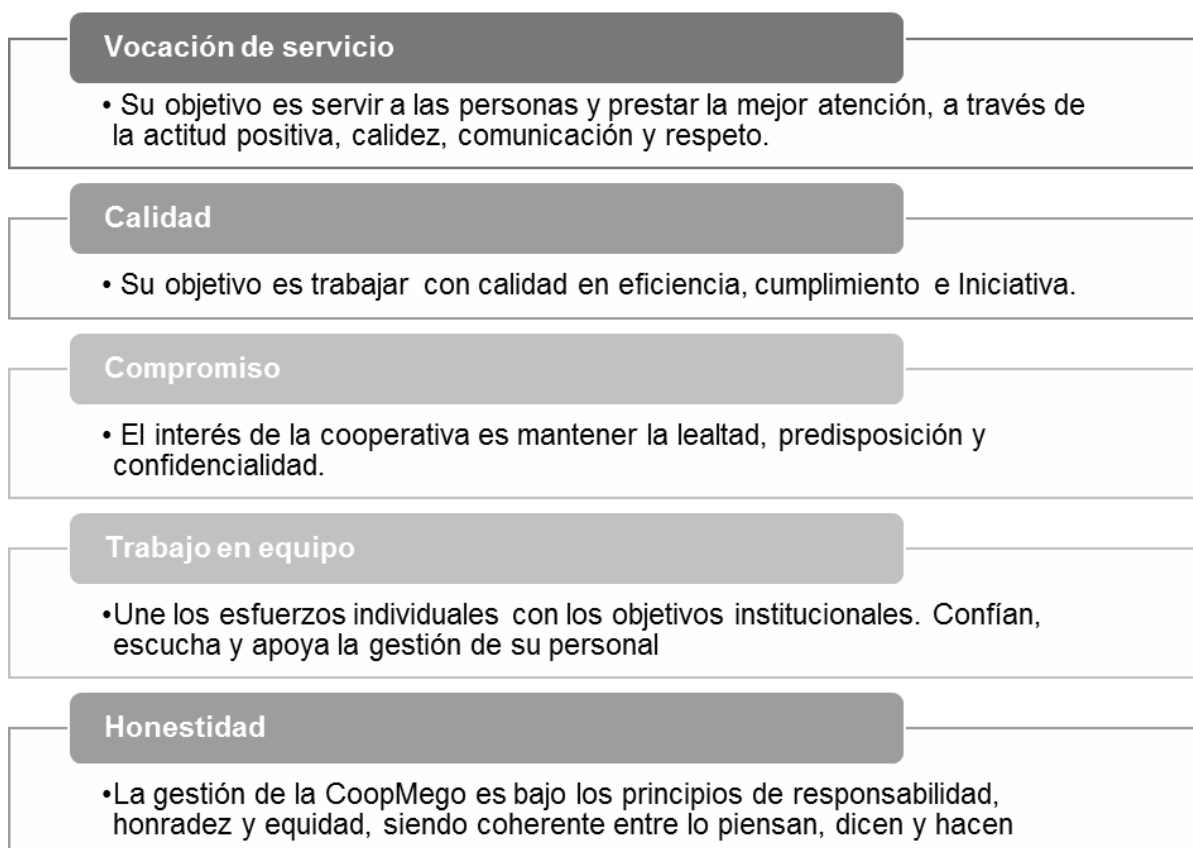 Vocación de servicio
• Su objetivo es servir a las personas y prestar la mejor atención, a través de
la actitud positiva, calidez, comunicación y respeto.
Calidad
• Su objetivo es trabajar con calidad en eficiencia, cumplimiento e Iniciativa.
Compromiso
• El interés de la cooperativa es mantener la lealtad, predisposición y
confidencialidad.
Trabajo en equipo
•Une los esfuerzos individuales con los objetivos institucionales. Confían,
escucha y apoya la gestión de su personal
Honestidad
•La gestión de la CoopMego es bajo los principios de responsabilidad,
honradez y equidad, siendo coherente entre lo piensan, dicen y hacen